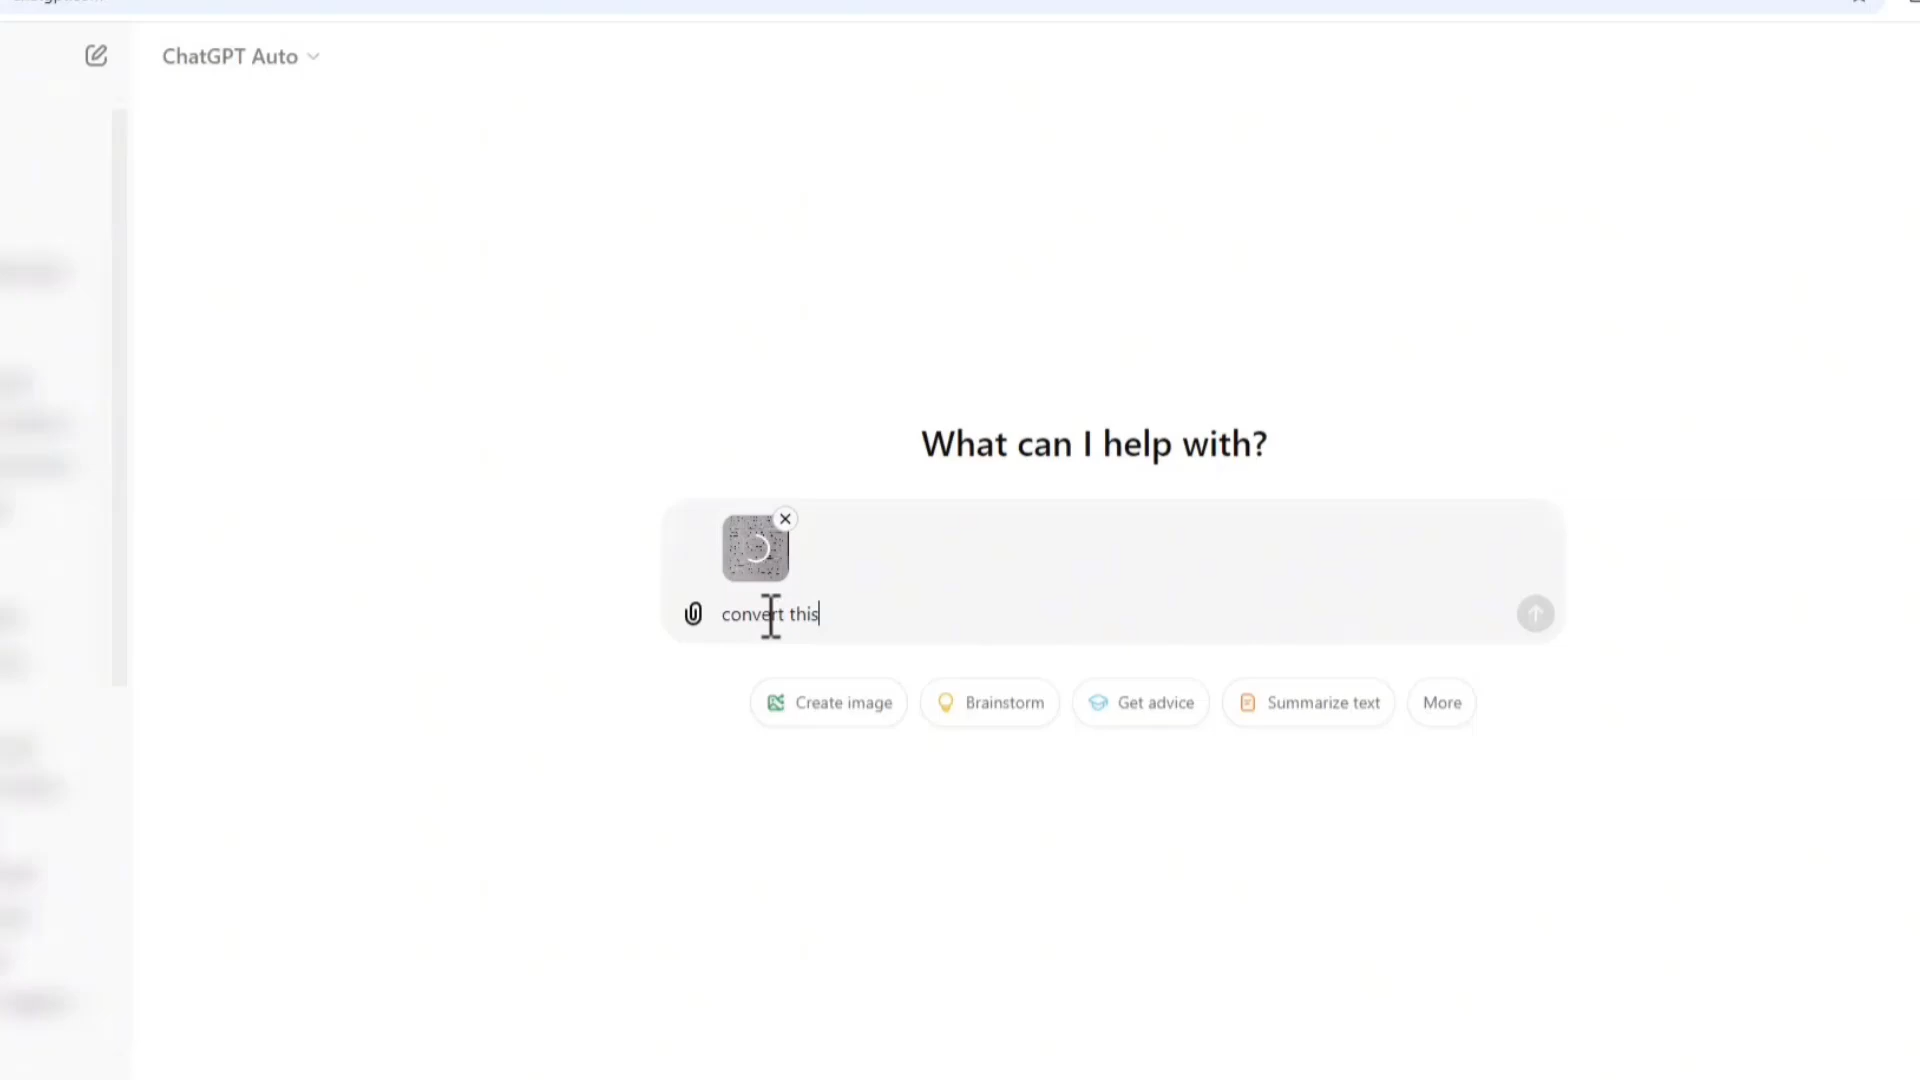 ChatGPT Auto
What can I help with?
convert this
Create image
Brainstorm
Get advice
Summarize text
More